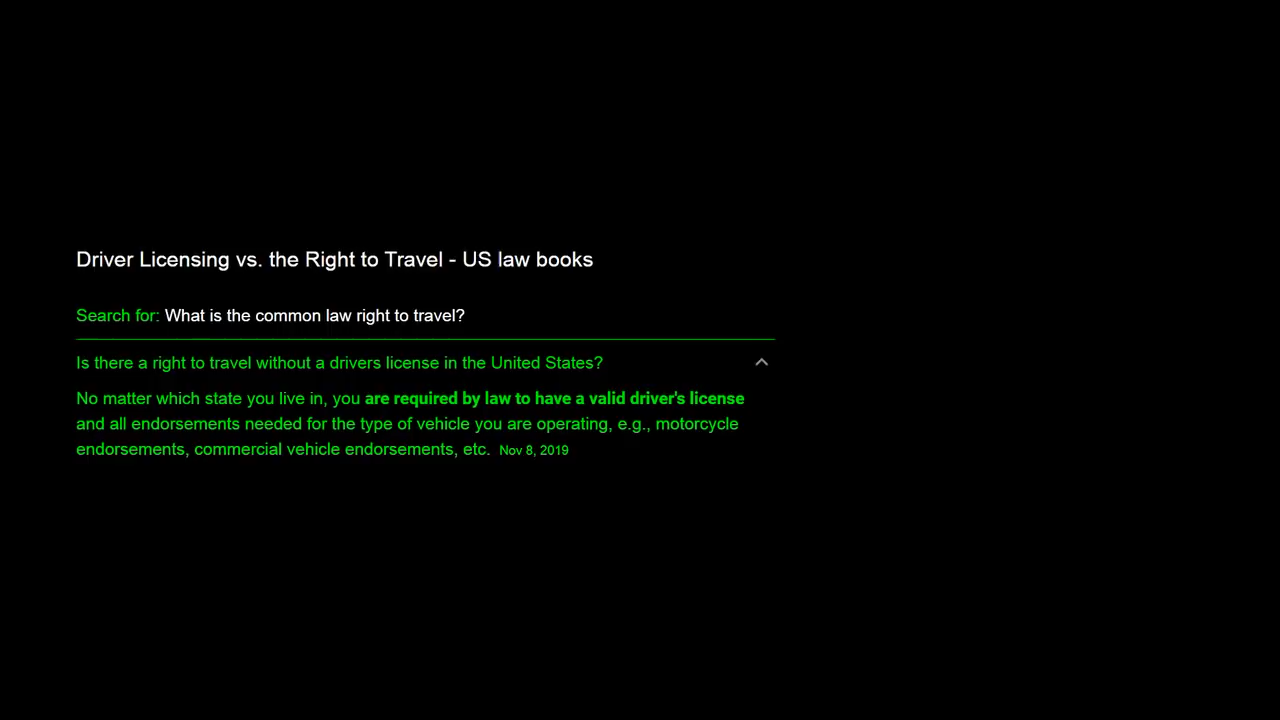 Driver Licensing vs. the Right to Travel - US law books
Search for: What is the common law right to travel?
Is there a right to travel without a drivers license in the United States?
No matter which state you live in, you are required by law to have a valid driver's license
and all endorsements needed for the type of vehicle you are operating, e.g., motorcycle
endorsements, commercial vehicle endorsements, etc. Nov 8, 2019